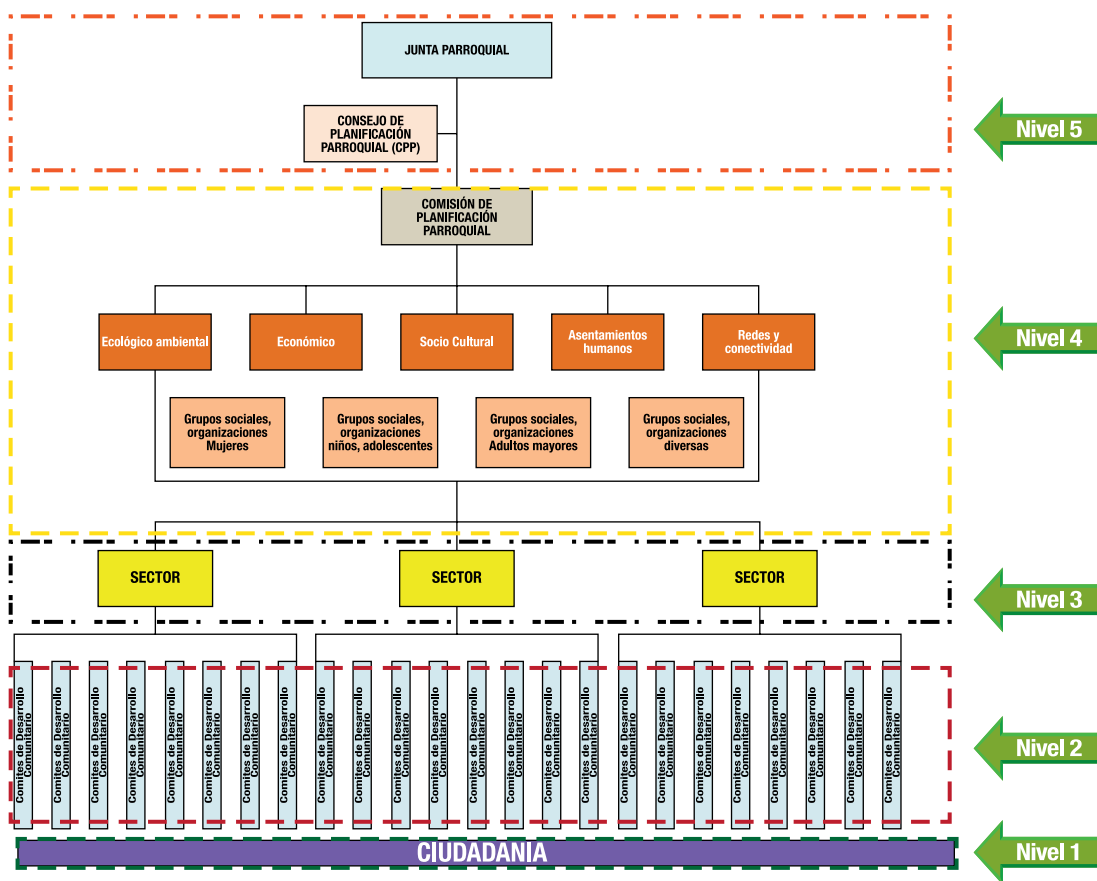 JUNTA PARROQUIAL
CONSEJO DE
PLANIFICACIÓN
PARROQUIAL (CPP)
Nivel 5
COMISIÓN DE
PLANIFICACIÓN
PARROQUIAL
Ecológico ambiental
Económico
Socio Cultural
Asentamientos
humanos
Redes y
conectividad
Nivel 4
Grupos sociales,
organizaciones
Mujeres
Grupos sociales,
organizaciones
niños, adolescentes
Grupos sociales,
organizaciones
Adultos mayores
Grupos sociales,
organizaciones
diversas
SECTOR
SECTOR
SECTOR
Nivel 3
Comites de Desarrollo
Comunitario
Comites de Desarrollo
Comunitario
Comites de Desarrollo
Comunitario
Comites de Desarrollo
Comunitario
Comites de Desarrollo
Comunitario
Comites de Desarrollo
Comunitario
Comites de Desarrollo
Comunitario
Comites de Desarrollo
Comunitario
Comites de Desarrollo
Comunitario
Comites de Desarrollo
Comunitario
Comites de Desarrollo
Comunitario
Comites de Desarrollo
Comunitario
Comites de Desarrollo
Comunitario
Comites de Desarrollo
Comunitario
Comites de Desarrollo
Comunitario
Comites de Desarrollo
Comunitario
Comites de Desarrollo
Comunitario
Comites de Desarrollo
Comunitario
Comites de Desarrollo
Comunitario
Comites de Desarrollo
Comunitario
Comites de Desarrollo
Comunitario
Comites de Desarrollo
Comunitario
Comites de Desarrollo
Comunitario
Comites de Desarrollo
Comunitario
Nivel 2
CIUDADANÍA
Nivel 1